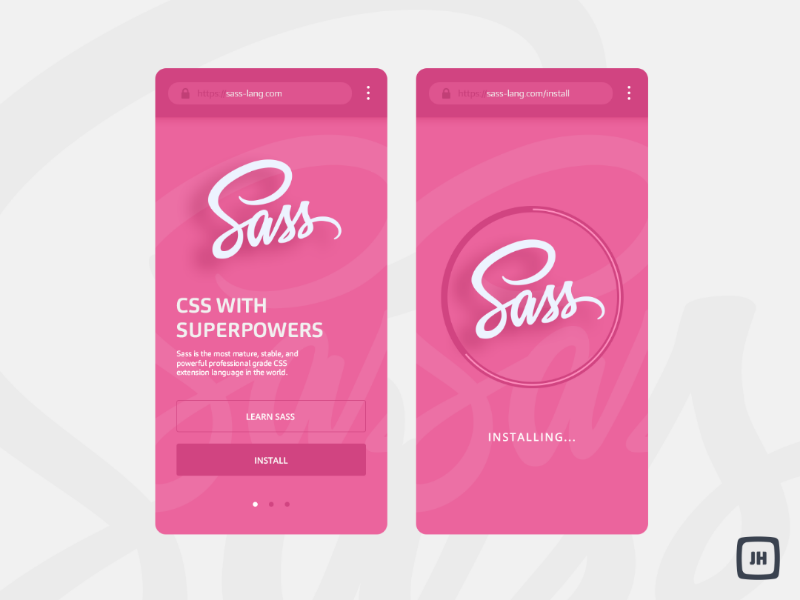 https://sass-lang.com
Sass
CSS WITH
SUPERPOWERS
Sass is the most mature, stable, and
powerful professional grade CSS
extension language in the world.
LEARN SASS
INSTALL
https://sass-lang.com/install
Sass
INSTALLING...
JH